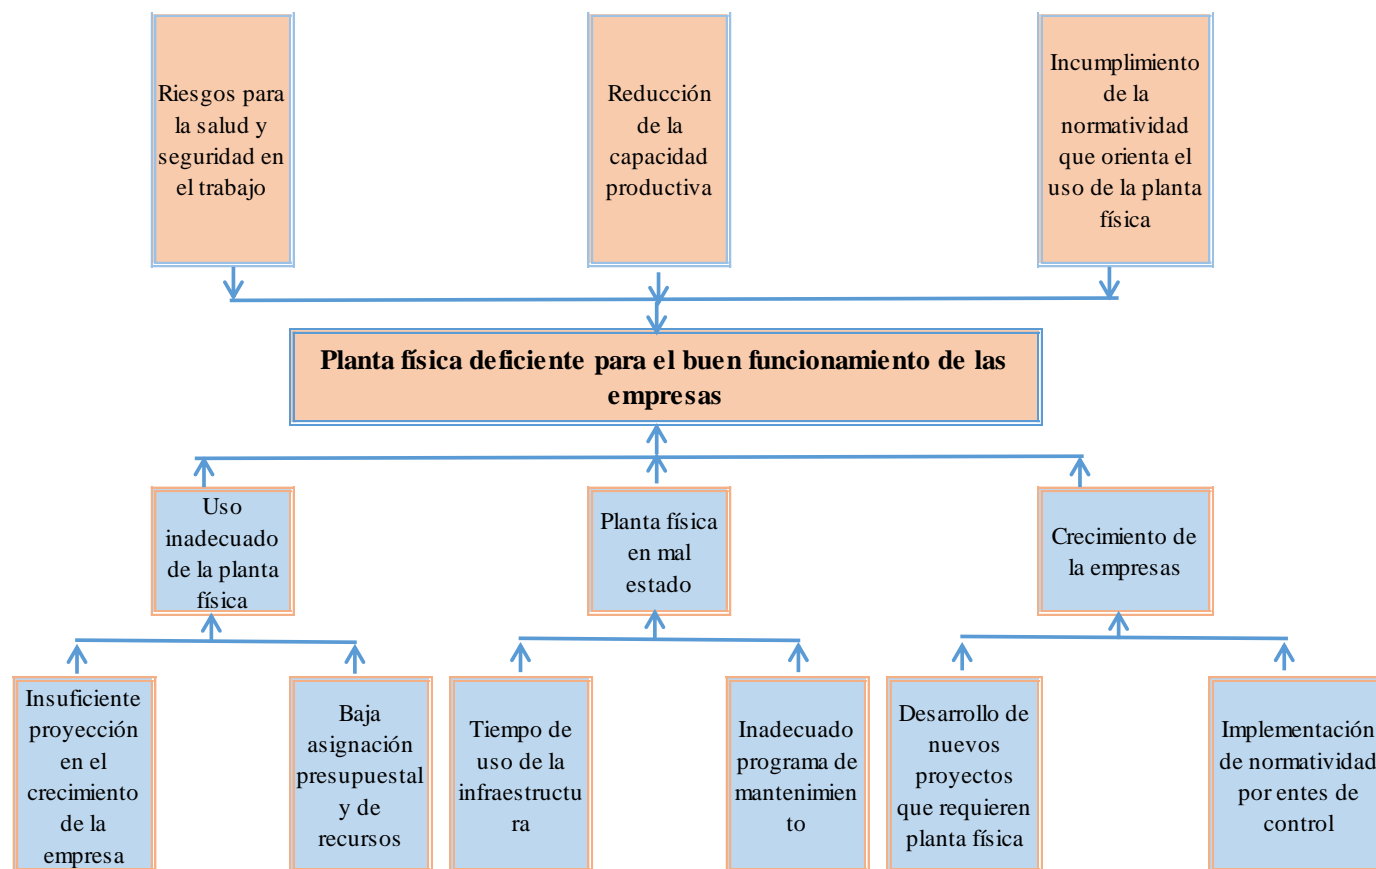 Riesgos para
la salud y
seguridad en
el trabajo
Reducción
de la
capacidad
productiva
Incumplimiento
de la
normatividad
que orienta el
uso de la planta
física
Planta física deficiente para el buen funcionamiento de las
empresas
Uso
inadecuado
de la planta
física
Planta física
en mal
estado
Crecimiento de
la empresas
Insuficiente
proyección
en el
crecimiento
de la
empresa
Baja
asignación
presupuestal
y de
recursos
Tiempo de
uso de la
infraestructu
ra
Inadecuado
programa de
mantenimien
to
Desarrollo de
nuevos
proyectos
que requieren
planta física
Implementación
de normatividad
por entes de
control